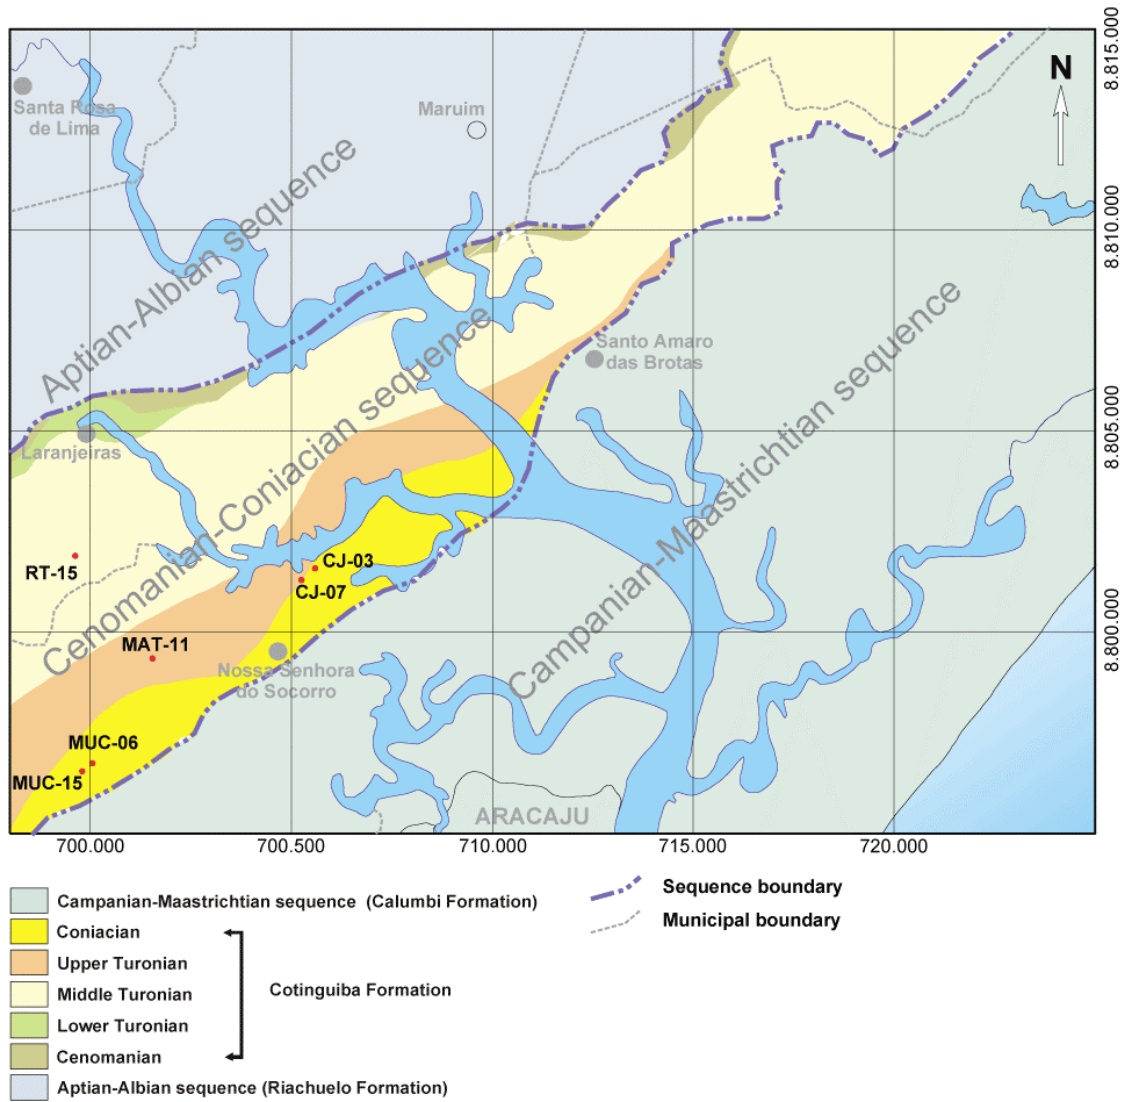 8.815.000
N
Santa Rosa
de Lima
Maruim
Aptian-Albian sequence
8.810.000
Cenomanian-Coniacian sequence
Santo Amaro
das Brotas
Campanian-Maastrichtian sequence
8.805.000
Laranjeiras
RT-15
CJ-03
CJ-07
8.800.000
MAT-11
Nossa Senhora
do Socorro
MUC-06
MUC-15
ARACAJU
700.000
700.500
710.000
715.000
720.000
Campanian-Maastrichtian sequence (Calumbi Formation)
Coniacian
Upper Turonian
Middle Turonian
Lower Turonian
Cenomanian
Aptian-Albian sequence (Riachuelo Formation)
Cotinguiba Formation
Sequence boundary
Municipal boundary